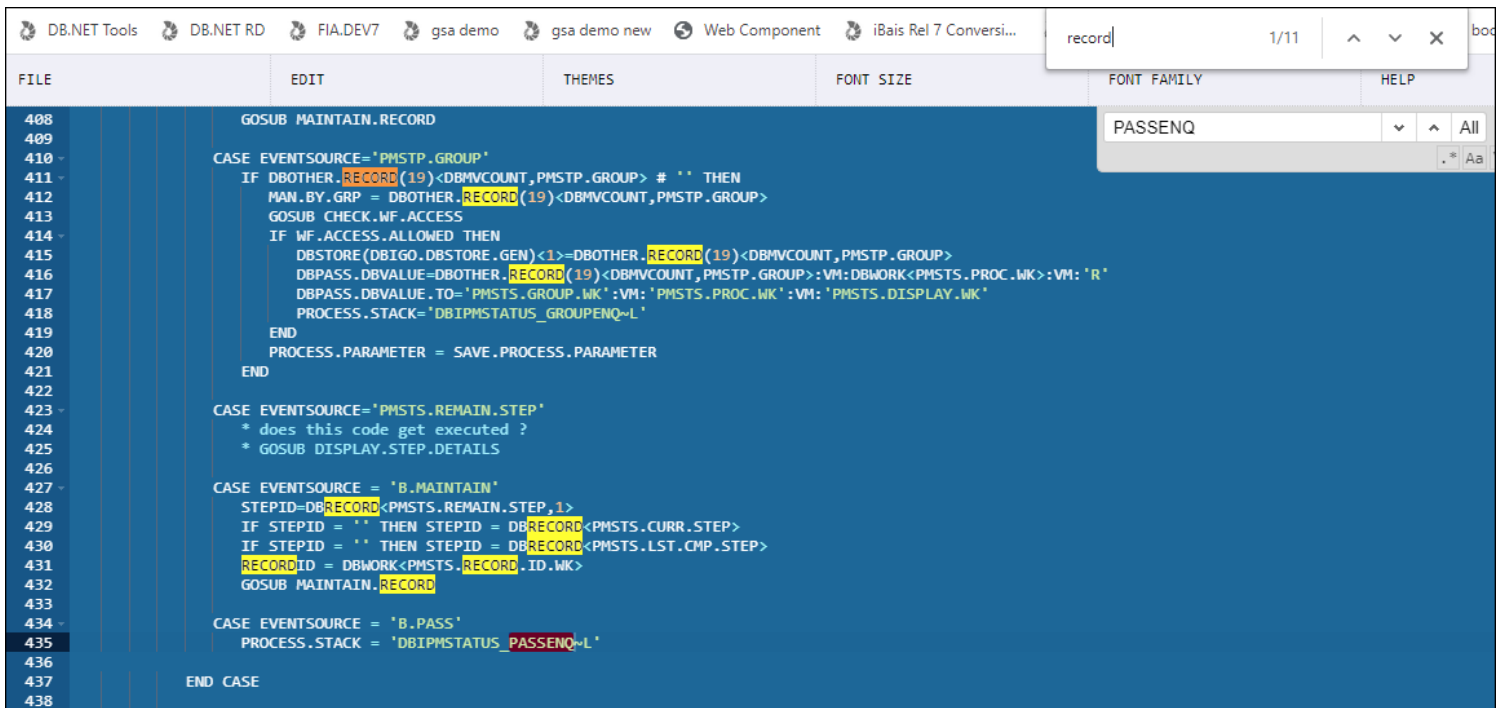 DB.NET Tools DB.NET RD FIA.DEV7 gsa demo gsa demo new Web Component iBais Rel 7 Conversi...
record 1/11
FILE EDIT THEMES FONT SIZE FONT FAMILY HELP
PASSENQ All
.* Aa
408 GOSUB MAINTAIN.RECORD
409
410 CASE EVENTSOURCE='PMSTP.GROUP'
411 IF DBOTHER.RECORD(19)<DBMVCOUNT,PMSTP.GROUP> # '' THEN
412 MAN.BY.GRP = DBOTHER.RECORD(19)<DBMVCOUNT,PMSTP.GROUP>
413 GOSUB CHECK.WF.ACCESS
414 IF WF.ACCESS.ALLOWED THEN
415 DBSTORE(DBIGO.DBSTORE.GEN)<1>=DBOTHER.RECORD(19)<DBMVCOUNT,PMSTP.GROUP>
416 DBPASS.DBVALUE=DBOTHER.RECORD(19)<DBMVCOUNT,PMSTP.GROUP>:VM:DBWORK<PMSTS.PROC.WK>:VM:'R'
417 DBPASS.DBVALUE.TO='PMSTS.GROUP.WK':VM:'PMSTS.PROC.WK':VM:'PMSTS.DISPLAY.WK'
418 PROCESS.STACK='DBIPMSTATUS_GROUPENQ~L'
419 END
420 PROCESS.PARAMETER = SAVE.PROCESS.PARAMETER
421 END
422
423 CASE EVENTSOURCE='PMSTS.REMAIN.STEP'
424 * does this code get executed ?
425 * GOSUB DISPLAY.STEP.DETAILS
426
427 CASE EVENTSOURCE = 'B.MAINTAIN'
428 STEPID=DBRECORD<PMSTS.REMAIN.STEP,1>
429 IF STEPID = '' THEN STEPID = DBRECORD<PMSTS.CURR.STEP>
430 IF STEPID = '' THEN STEPID = DBRECORD<PMSTS.LST.CMP.STEP>
431 RECORDID = DBWORK<PMSTS.RECORD.ID.WK>
432 GOSUB MAINTAIN.RECORD
433
434 CASE EVENTSOURCE = 'B.PASS'
435 PROCESS.STACK = 'DBIPMSTATUS_PASSENQ~L'
436
437 END CASE
438